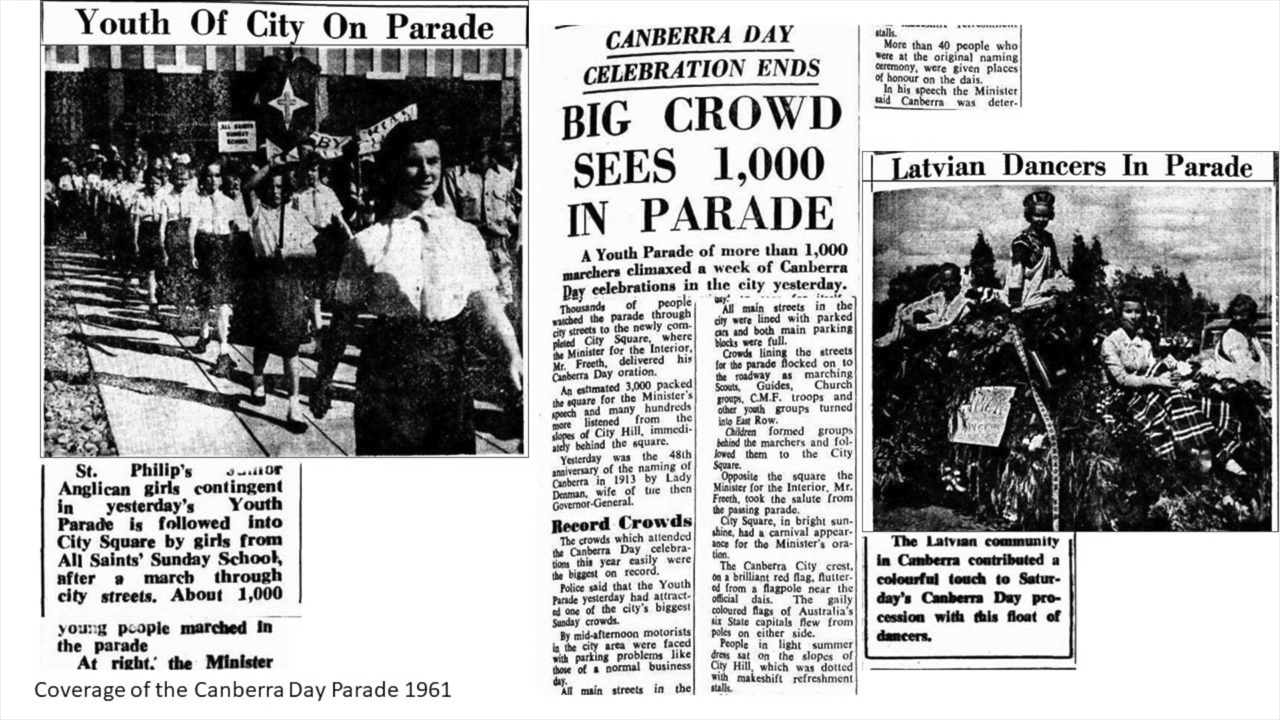 Youth Of City On Parade
ALL SAINTS
SUNDAY
SCHOOL
BY
St. Philip's Junior
Anglican girls contingent
in yesterday's Youth
Parade is followed into
City Square by girls from
All Saints' Sunday School,
after a march through
city streets. About 1,000
young people marched in
the parade
At right: the Minister
Coverage of the Canberra Day Parade 1961
CANBERRA DAY
CELEBRATION ENDS
BIG CROWD
SEES 1,000
IN PARADE
A Youth Parade of more than 1,000
marchers climaxed a week of Canberra
Day celebrations in the city yesterday.
Thousands of people
watched the parade through
city streets to the newly com-
pleted City Square, where
the Minister for the Interior,
Mr. Freeth, delivered his
Canberra Day oration.
An estimated 3,000 packed
the square for the Minister's
speech and many hundreds
more listened from the
slopes of City Hill, immedi-
ately behind the square.
Yesterday was the 48th
anniversary of the naming of
Canberra in 1913 by Lady
Denman, wife of the then
Governor-General.
Record Crowds
The crowds which attended
the Canberra Day celebra-
tions this year easily were
the biggest on record.
Police said that the Youth
Parade yesterday had attract-
ed one of the city's biggest
Sunday crowds.
By mid-afternoon motorists
in the city area were faced
with parking problems like
those of a normal business
day.
All main streets in the
day.
All main streets in the
city were lined with parked
cars and both main parking
blocks were full.
Crowds lining the streets
for the parade flocked on to
the roadway as marching
Scouts, Guides, Church
groups, C.M.F. troops and
other youth groups turned
into East Row.
Children formed groups
behind the marchers and fol-
lowed them to the City
Square.
Opposite the square the
Minister for the Interior, Mr.
Freeth, took the salute from
the passing parade.
City Square, in bright sun-
shine, had a carnival appear-
ance for the Minister's ora-
tion.
The Canberra City crest,
on a brilliant red flag, flutter-
ed from a flagpole near the
official dais. The gaily
coloured flags of Australia's
six State capitals flew from
poles on either side.
People in light summer
dress sat on the slopes of
City Hill, which was dotted
with makeshift refreshment
stalls.
stalls.
More than 40 people who
were at the original naming
ceremony, were given places
of honour on the dais.
In his speech the Minister
said Canberra was deter-
Latvian Dancers In Parade
The Latvian community
in Canberra contributed a
colourful touch to Satur-
day's Canberra Day pro-
cession with this float of
dancers.